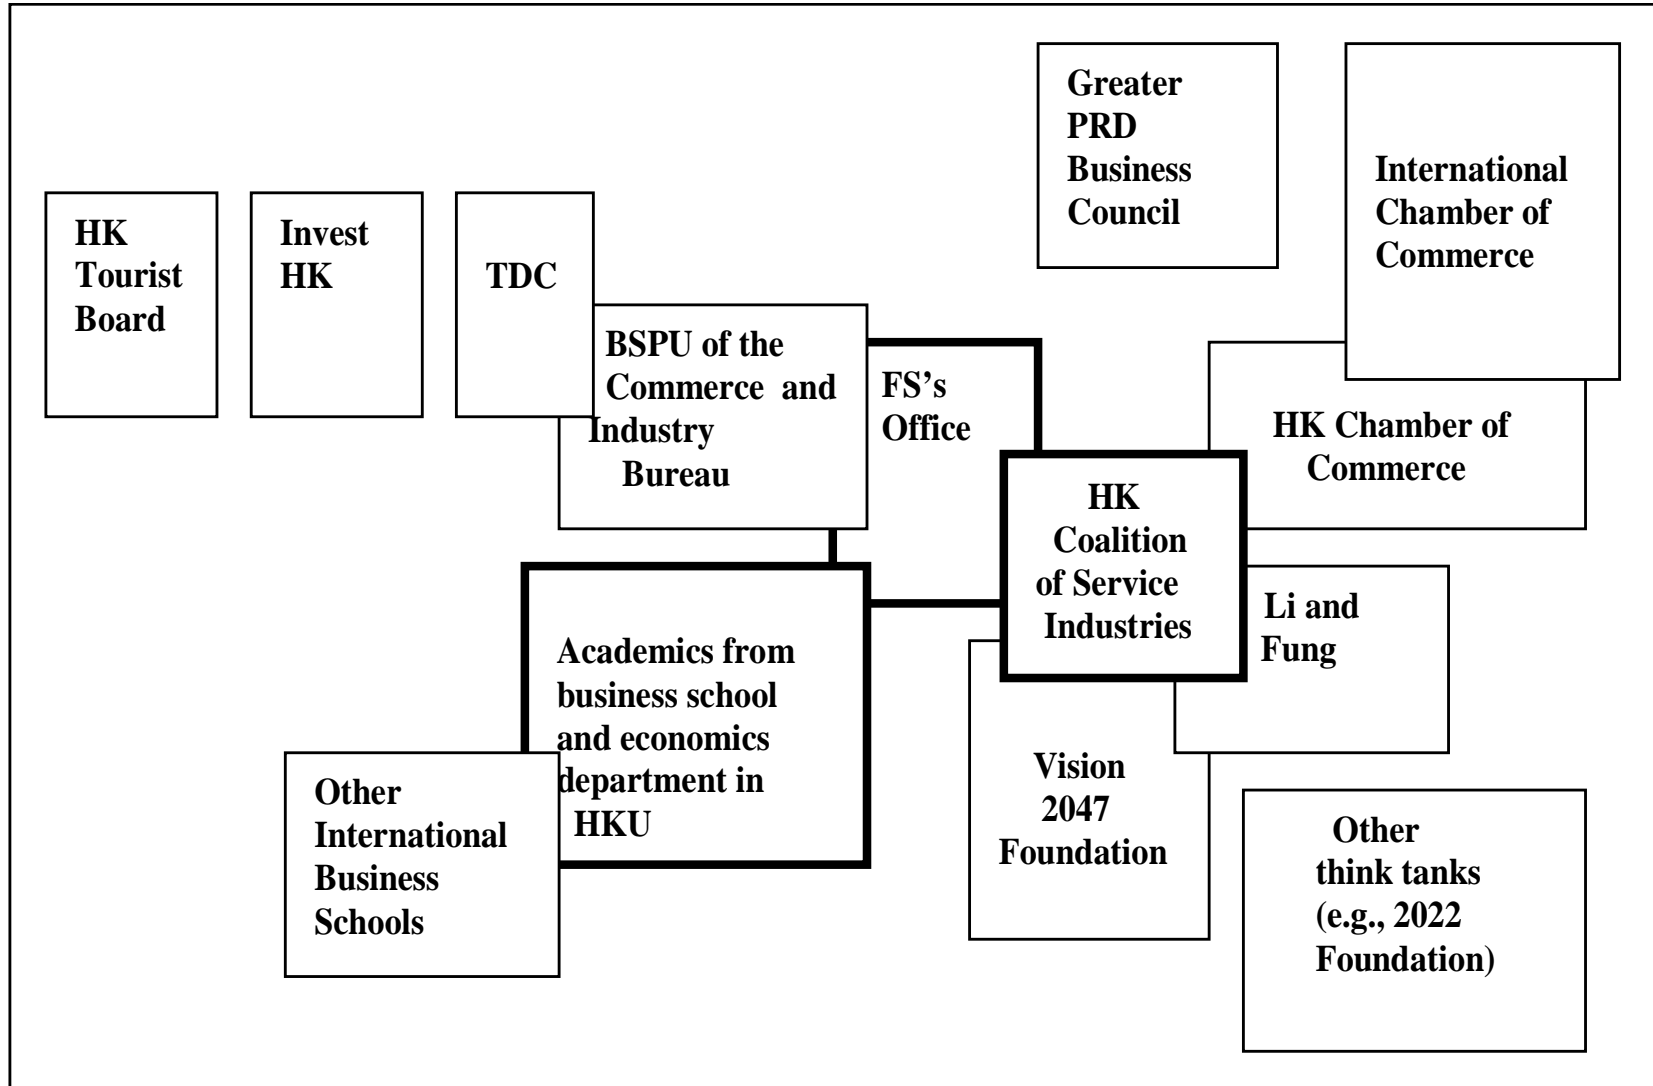 Greater
PRD
Business
Council
International
Chamber of
Commerce
HK
Tourist
Board
Invest
HK
TDC
BSPU of the
Commerce and
Industry
Bureau
FS’s
Office
HK Chamber of
Commerce
HK
Coalition
of Service
Industries
Li and
Fung
Academics from
business school
and economics
department in
HKU
Other
International
Business
Schools
Vision
2047
Foundation
Other
think tanks
(e.g., 2022
Foundation)